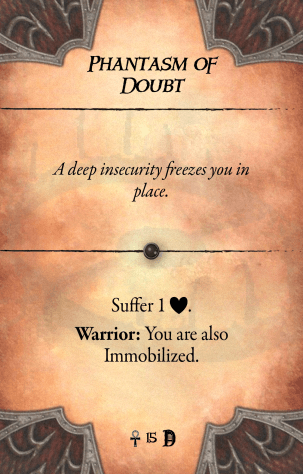 PHANTASM OF
DOUBT
A deep insecurity freezes you in
place.
Suffer 1 ♥.
Warrior: You are also
Immobilized.
☥ 15 D